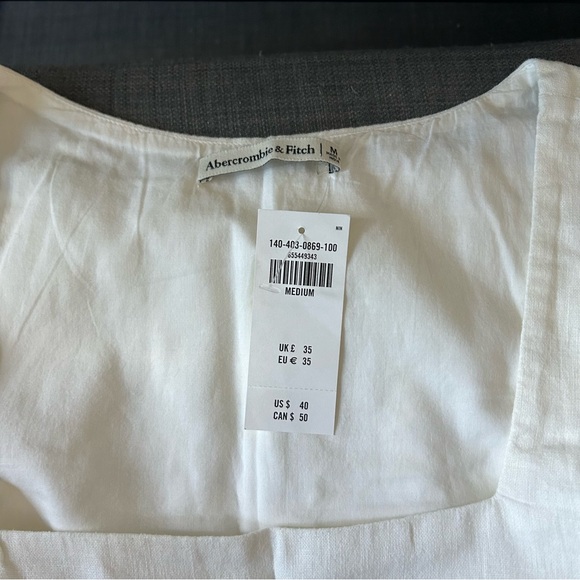 Abercrombie & Fitch | M
140-403-0869-100
655449343
MEDIUM
UK £ 35
EU € 35
US $ 40
CAN $ 50